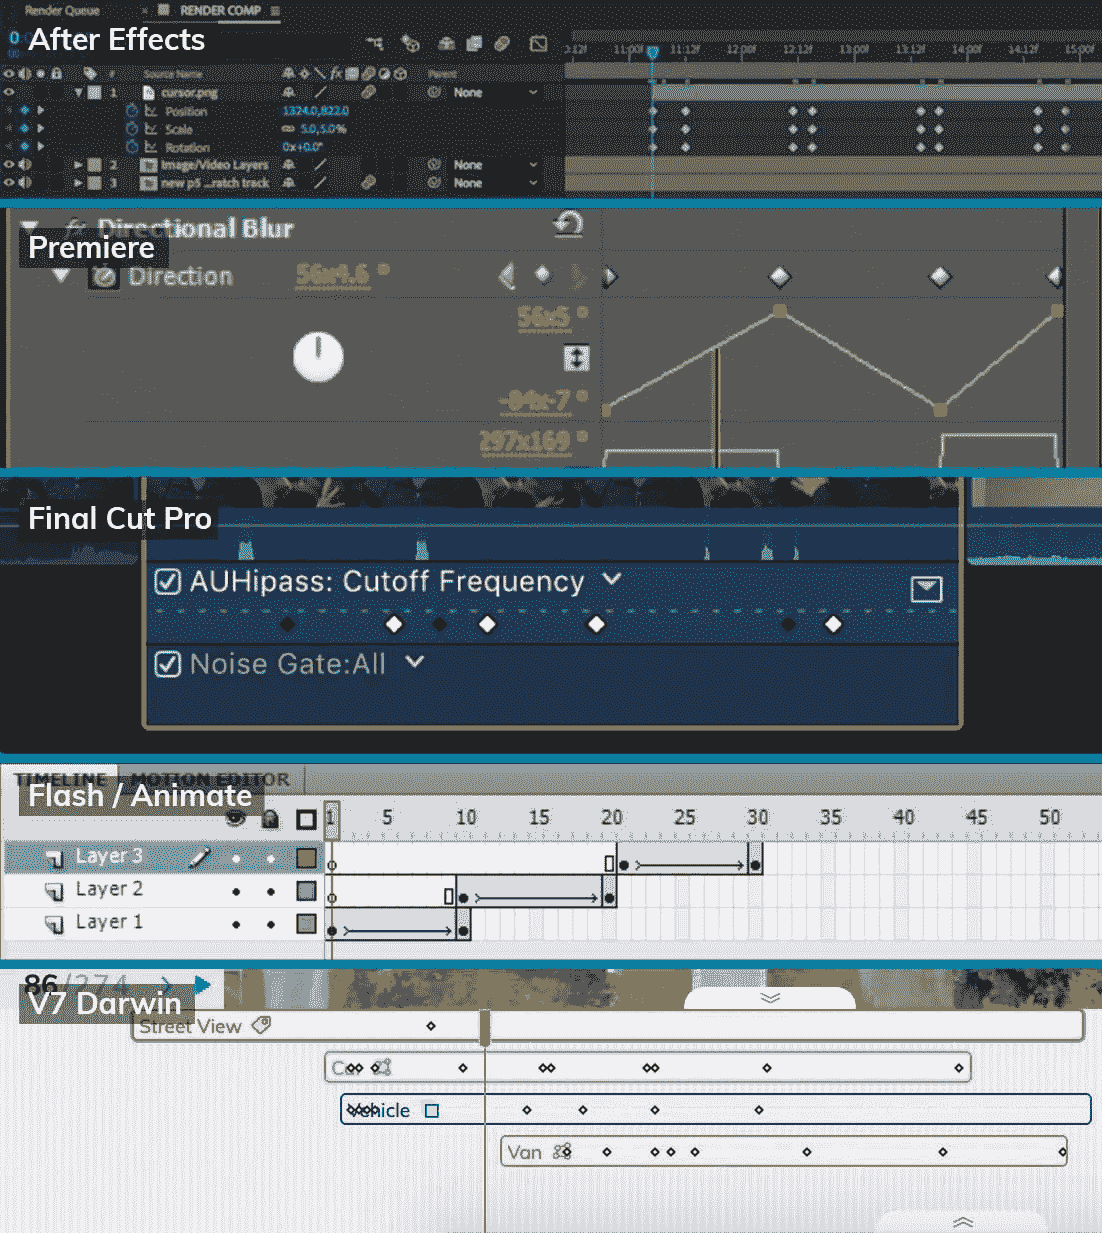 Render Queue × RENDER COMP
After Effects
0
11:00f 11:12f 12:00f 12:12f 13:00f 13:12f 14:00f 14:12f 15:00f
# Source Name fx Parent
1 cursor.png None
Position 1324.0,822.0
Scale 5.0,5.0%
Rotation 0x+0.0°
2 Image/Video Layers None
3 new p5 ...ratch track None
fx Directional Blur
Premiere
Direction 56x4.6 °
56x5 °
-84x-7 °
297x169 °
Final Cut Pro
AUHipass: Cutoff Frequency
Noise Gate:All
TIMELINE MOTION EDITOR
Flash / Animate
1 5 10 15 20 25 30 35 40 45 50
Layer 3
Layer 2
Layer 1
86/274
V7 Darwin
Street View
Vehicle
Van